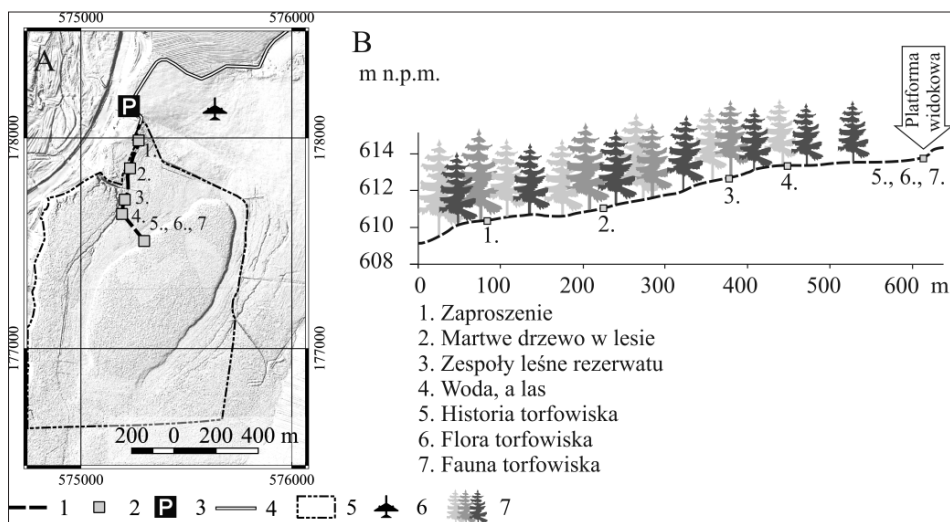 575000 576000
A
P
178000 178000
1.
2.
3.
4.
5., 6., 7.
177000 177000
200 0 200 400 m
575000 576000
B
m n.p.m.
Platforma
widokowa
614
612
610
608
1. 2. 3. 4. 5., 6., 7.
0 100 200 300 400 500 600 m
1. Zaproszenie
2. Martwe drzewo w lesie
3. Zespoły leśne rezerwatu
4. Woda, a las
5. Historia torfowiska
6. Flora torfowiska
7. Fauna torfowiska
1 2 P 3 4 5 6 7